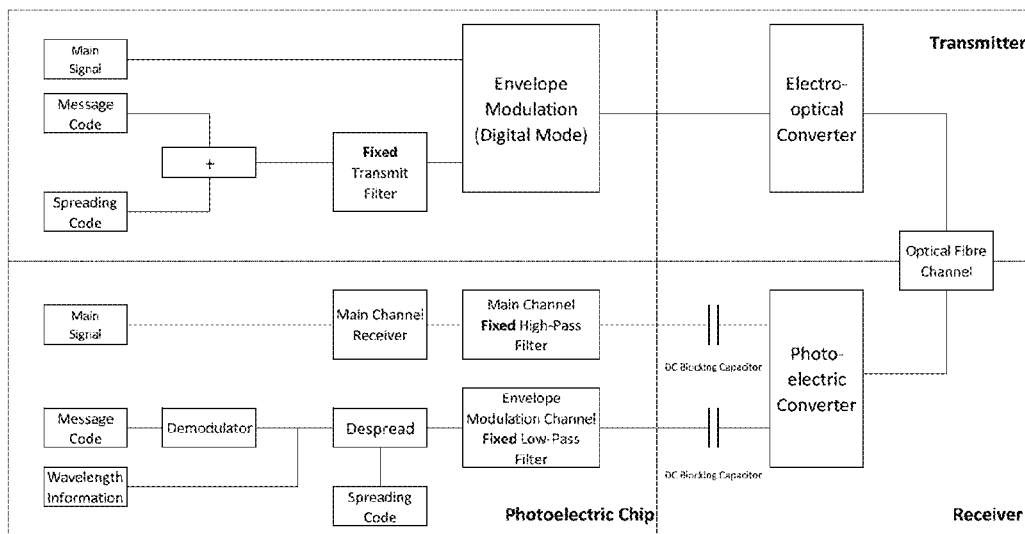 Transmitter
Main
Signal
Message
Code
Spreading
Code
+
Fixed
Transmit
Filter
Envelope
Modulation
(Digital Mode)
Electro-
optical
Converter
Optical Fibre
Channel
Main
Signal
Main Channel
Receiver
Main Channel
Fixed High-Pass
Filter
DC Blocking Capacitor
Photo-
electric
Converter
Message
Code
Demodulator
Despread
Envelope
Modulation Channel
Fixed Low-Pass
Filter
DC Blocking Capacitor
Wavelength
Information
Spreading
Code
Photoelectric Chip
Receiver